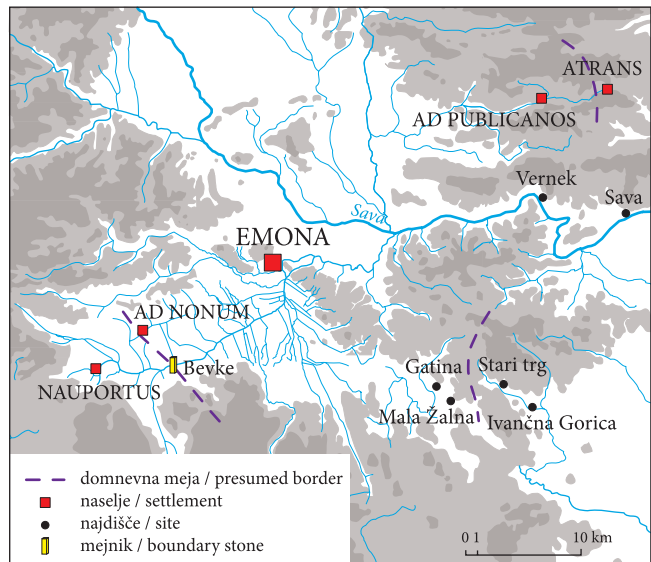 ATRANS
AD PUBLICANOS
Vernek
Sava
Sava
EMONA
AD NONUM
Bevke
NAUPORTUS
Gatina
Stari trg
Mala Žalna
Ivančna Gorica
domnevna meja / presumed border
naselje / settlement
najdišče / site
mejnik / boundary stone
0 1 10 km